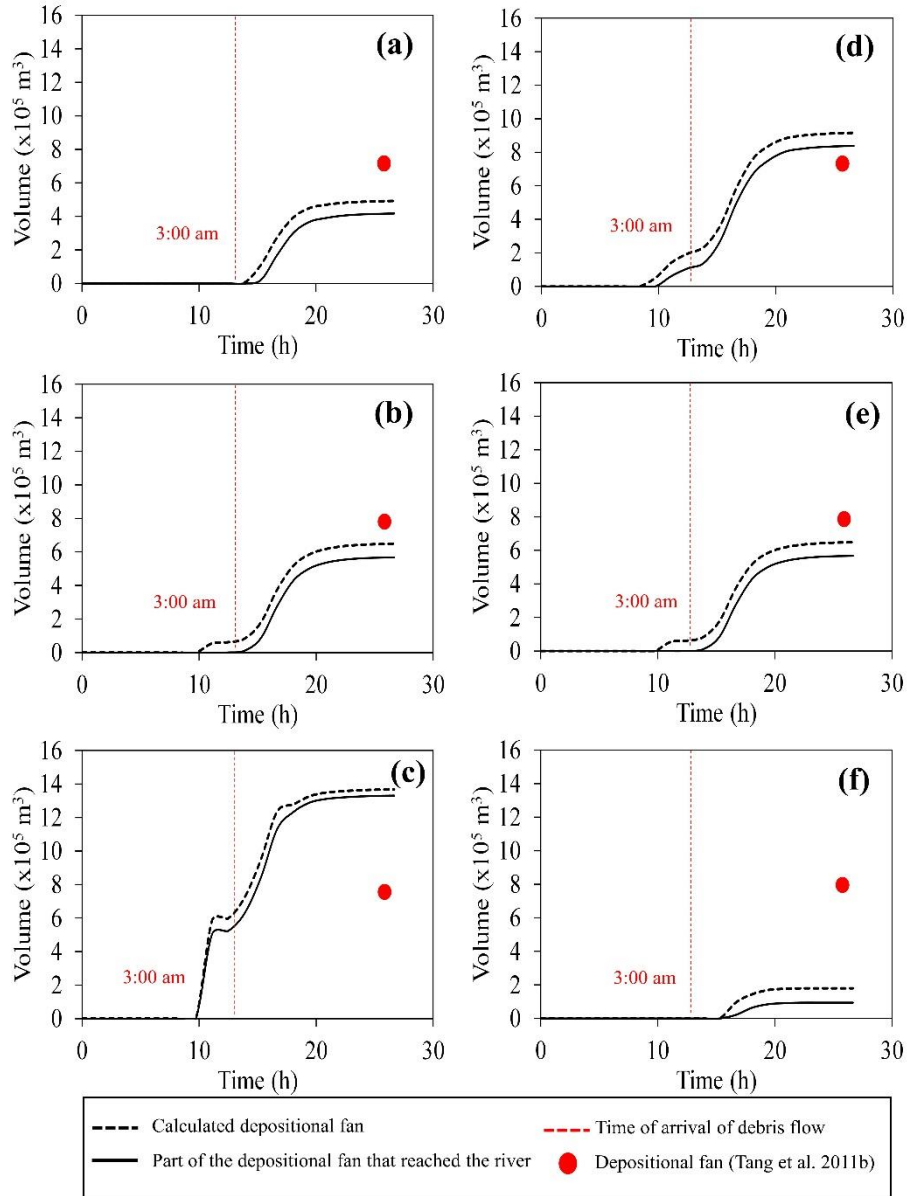 (a)
Volume (x10⁵ m³)
16
14
12
10
8
6
4
2
0
3:00 am
0 10 20 30
Time (h)
(d)
Volume (x10⁵ m³)
16
14
12
10
8
6
4
2
0
3:00 am
0 10 20 30
Time (h)
(b)
Volume (x10⁵ m³)
16
14
12
10
8
6
4
2
0
3:00 am
0 10 20 30
Time (h)
(e)
Volume (x10⁵ m³)
16
14
12
10
8
6
4
2
0
3:00 am
0 10 20 30
Time (h)
(c)
Volume (x10⁵ m³)
16
14
12
10
8
6
4
2
0
3:00 am
0 10 20 30
Time (h)
(f)
Volume (x10⁵ m³)
16
14
12
10
8
6
4
2
0
3:00 am
0 10 20 30
Time (h)
Calculated depositional fan
Time of arrival of debris flow
Part of the depositional fan that reached the river
Depositional fan (Tang et al. 2011b)